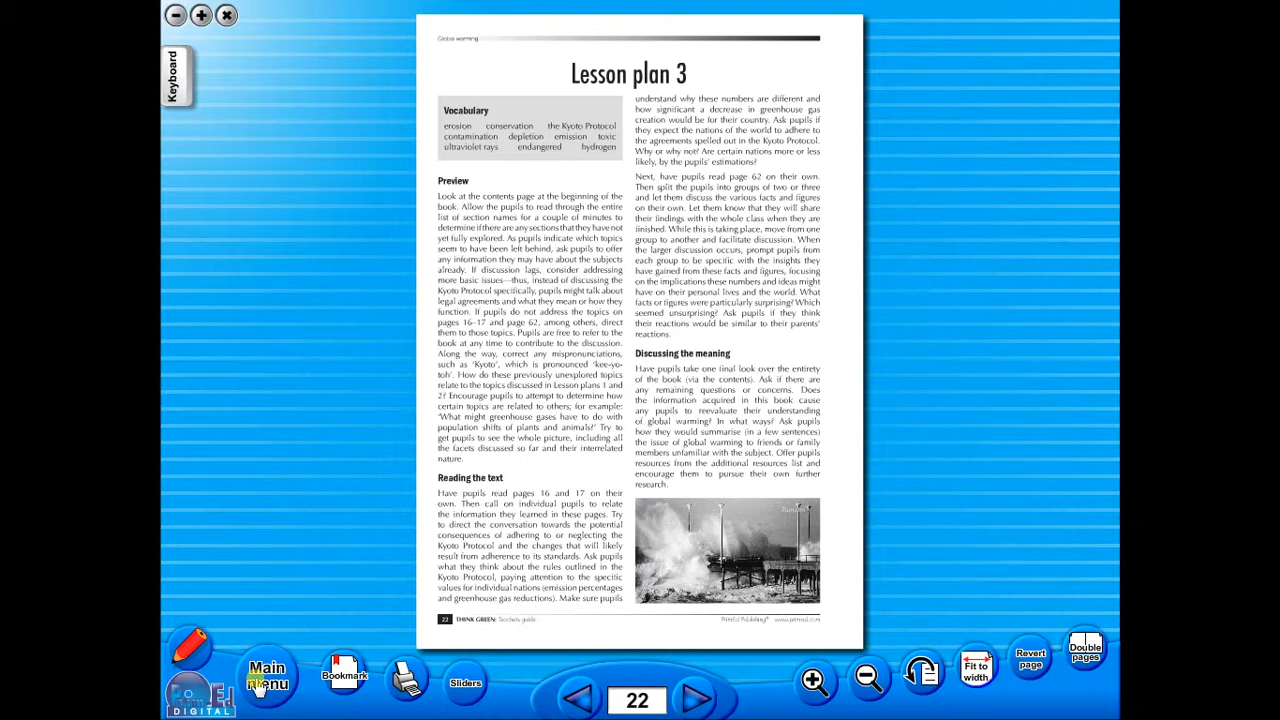 Keyboard
Global warming
Lesson plan 3
Vocabulary
erosion conservation the Kyoto Protocol
contamination depletion emission toxic
ultraviolet rays endangered hydrogen
Preview
Look at the contents page at the beginning of the
book. Allow the pupils to read through the entire
list of section names for a couple of minutes to
determine if there are any sections that they have not
yet fully explored. As pupils indicate which topics
seem to have been left behind, ask pupils to offer
any information they may have about the subjects
already. If discussion lags, consider addressing
more basic issues—thus, instead of discussing the
Kyoto Protocol specifically, pupils might talk about
legal agreements and what they mean or how they
function. If pupils do not address the topics on
pages 16–17 and page 62, among others, direct
them to those topics. Pupils are free to refer to the
book at any time to contribute to the discussion.
Along the way, correct any mispronunciations,
such as 'Kyoto', which is pronounced 'kee-yo-
toh'. How do these previously unexplored topics
relate to the topics discussed in Lesson plans 1 and
2? Encourage pupils to attempt to determine how
certain topics are related to others; for example:
'What might greenhouse gases have to do with
population shifts of plants and animals?' Try to
get pupils to see the whole picture, including all
the facets discussed so far and their interrelated
nature.
Reading the text
Have pupils read pages 16 and 17 on their
own. Then call on individual pupils to relate
the information they learned in these pages. Try
to direct the conversation towards the potential
consequences of adhering to or neglecting the
Kyoto Protocol and the changes that will likely
result from adherence to its standards. Ask pupils
what they think about the rules outlined in the
Kyoto Protocol, paying attention to the specific
values for individual nations (emission percentages
and greenhouse gas reductions). Make sure pupils
understand why these numbers are different and
how significant a decrease in greenhouse gas
creation would be for their country. Ask pupils if
they expect the nations of the world to adhere to
the agreements spelled out in the Kyoto Protocol.
Why or why not? Are certain nations more or less
likely, by the pupils' estimations?
Next, have pupils read page 62 on their own.
Then split the pupils into groups of two or three
and let them discuss the various facts and figures
on their own. Let them know that they will share
their findings with the whole class when they are
finished. While this is taking place, move from one
group to another and facilitate discussion. When
the larger discussion occurs, prompt pupils from
each group to be specific with the insights they
have gained from these facts and figures, focusing
on the implications these numbers and ideas might
have on their personal lives and the world. What
facts or figures were particularly surprising? Which
seemed unsurprising? Ask pupils if they think
their reactions would be similar to their parents'
reactions.
Discussing the meaning
Have pupils take one final look over the entirety
of the book (via the contents). Ask if there are
any remaining questions or concerns. Does
the information acquired in this book cause
any pupils to reevaluate their understanding
of global warming? In what ways? Ask pupils
how they would summarise (in a few sentences)
the issue of global warming to friends or family
members unfamiliar with the subject. Offer pupils
resources from the additional resources list and
encourage them to pursue their own further
research.
22 THINK GREEN: Teachers guide
Prim-Ed Publishing® www.prim-ed.com
Main menu
Bookmark
Sliders
22
Fit to width
Revert page
Double pages
DIGITAL